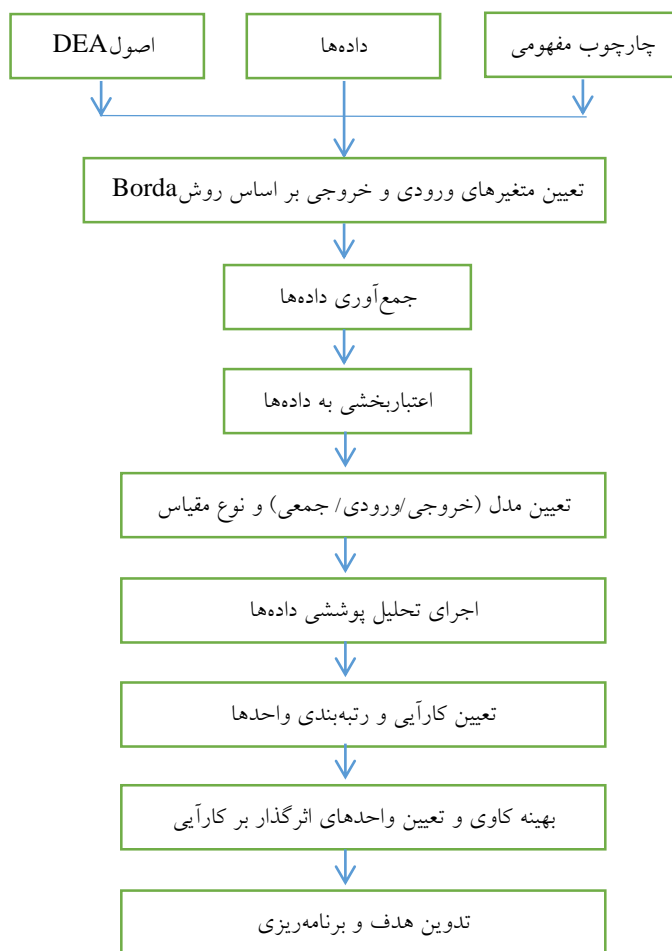 چارچوب مفهومی
داده‌ها
اصول DEA
تعیین متغیرهای ورودی و خروجی بر اساس روش Borda
جمع‌آوری داده‌ها
اعتباربخشی به داده‌ها
تعیین مدل (خروجی/ورودی/ جمعی) و نوع مقیاس
اجرای تحلیل پوششی داده‌ها
تعیین کارآیی و رتبه‌بندی واحدها
بهینه کاوی و تعیین واحدهای اثرگذار بر کارآیی
تدوین هدف و برنامه‌ریزی